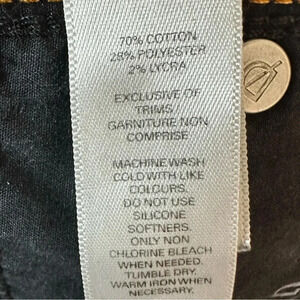 70% COTTON
28% POLYESTER
2% LYCRA
EXCLUSIVE OF
TRIMS
GARNITURE NON
COMPRISE
MACHINE WASH
COLD WITH LIKE
COLOURS.
DO NOT USE
SILICONE
SOFTNERS.
ONLY NON
CHLORINE BLEACH
WHEN NEEDED.
TUMBLE DRY.
WARM IRON WHEN
NECESSARY.